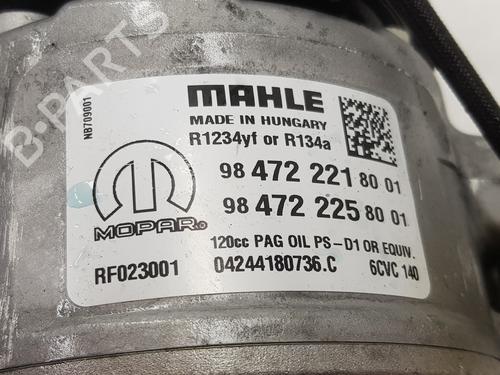 B-PARTS
NB709001
MAHLE
MADE IN HUNGARY
R1234yf or R134a
98 472 221 80 01
98 472 225 80 01
MOPAR®
120cc PAG OIL PS-D1 OR EQUIV.
RF023001 04244180736.C 6CVC 140